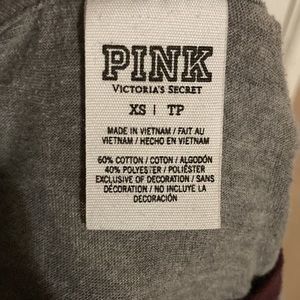 PINK
VICTORIA'S SECRET
XS | TP
MADE IN VIETNAM / FAIT AU
VIETNAM / HECHO EN VIETNAM
60% COTTON / COTON / ALGODÓN
40% POLYESTER / POLIÉSTER
EXCLUSIVE OF DECORATION / SANS
DÉCORATION / NO INCLUYE LA
DECORACIÓN